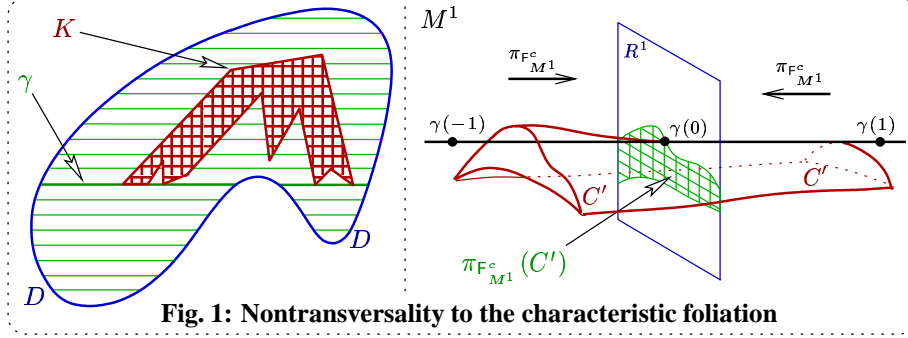 K
γ
D
D
M¹
π_{F^c_{M¹}}
R¹
π_{F^c_{M¹}}
γ(−1)
γ(0)
γ(1)
C′
C′
π_{F^c_{M¹}}(C′)
Fig. 1: Nontransversality to the characteristic foliation